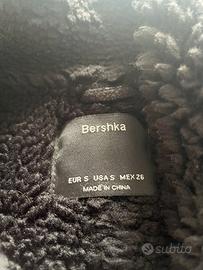 Bershka
EUR S USA S MEX 26
MADE IN CHINA
subito